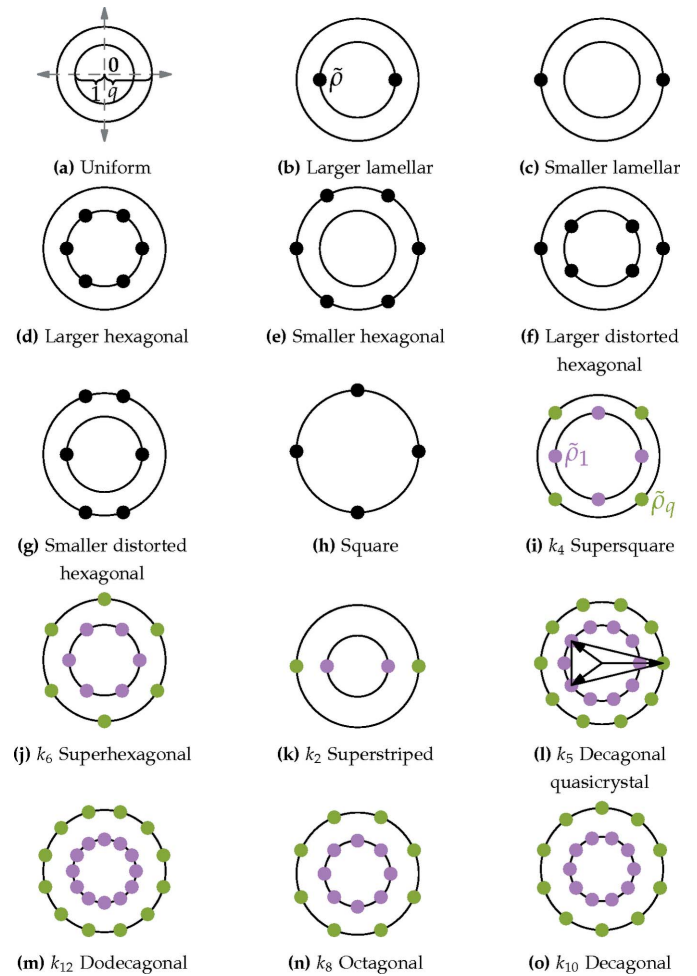 0
1 q
(a) Uniform
ρ̃
(b) Larger lamellar
(c) Smaller lamellar
(d) Larger hexagonal
(e) Smaller hexagonal
(f) Larger distorted
hexagonal
(g) Smaller distorted
hexagonal
(h) Square
ρ̃₁
ρ̃q
(i) k₄ Supersquare
(j) k₆ Superhexagonal
(k) k₂ Superstriped
(l) k₅ Decagonal
quasicrystal
(m) k₁₂ Dodecagonal
(n) k₈ Octagonal
(o) k₁₀ Decagonal